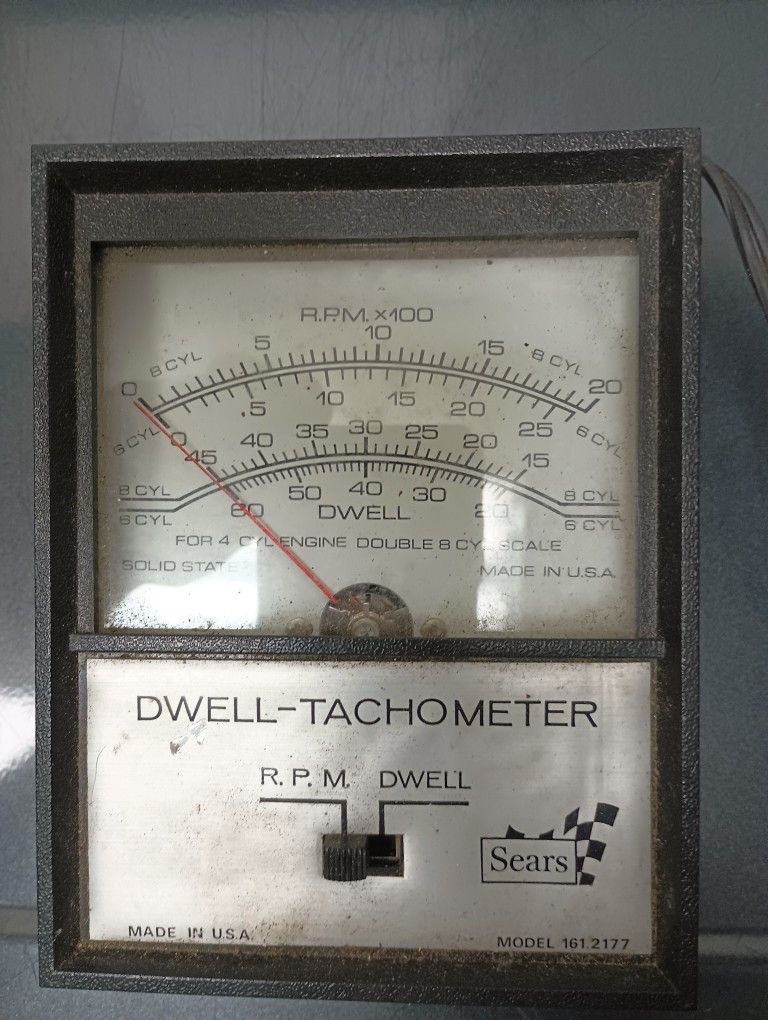 R.P.M. x100
8 CYL 5 10 15 8 CYL
0 20
6 CYL 0 5 10 15 20 25 6 CYL
45 40 35 30 25 20 15
8 CYL 8 CYL
6 CYL 60 50 40 30 20 6 CYL
DWELL
FOR 4 CYL ENGINE DOUBLE 8 CYL SCALE
SOLID STATE MADE IN U.S.A.
DWELL-TACHOMETER
R.P.M. DWELL
Sears
MADE IN U.S.A.
MODEL 161.2177